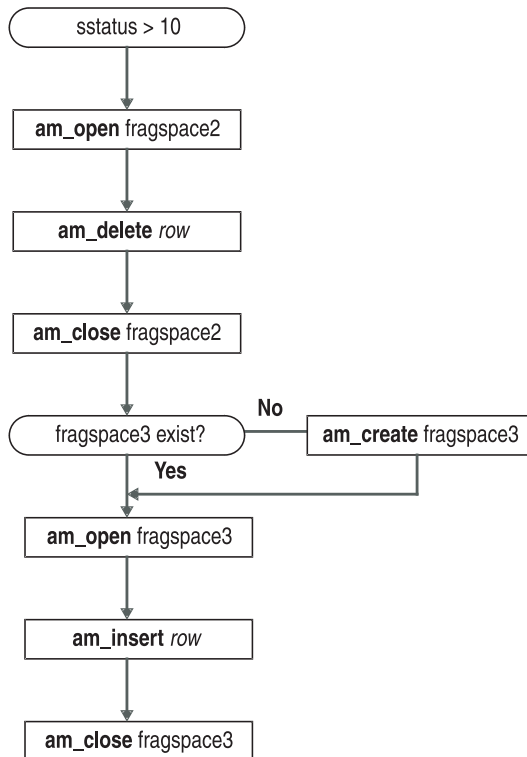 sstatus > 10
am_open fragspace2
am_delete row
am_close fragspace2
No
fragspace3 exist?
am_create fragspace3
Yes
am_open fragspace3
am_insert row
am_close fragspace3